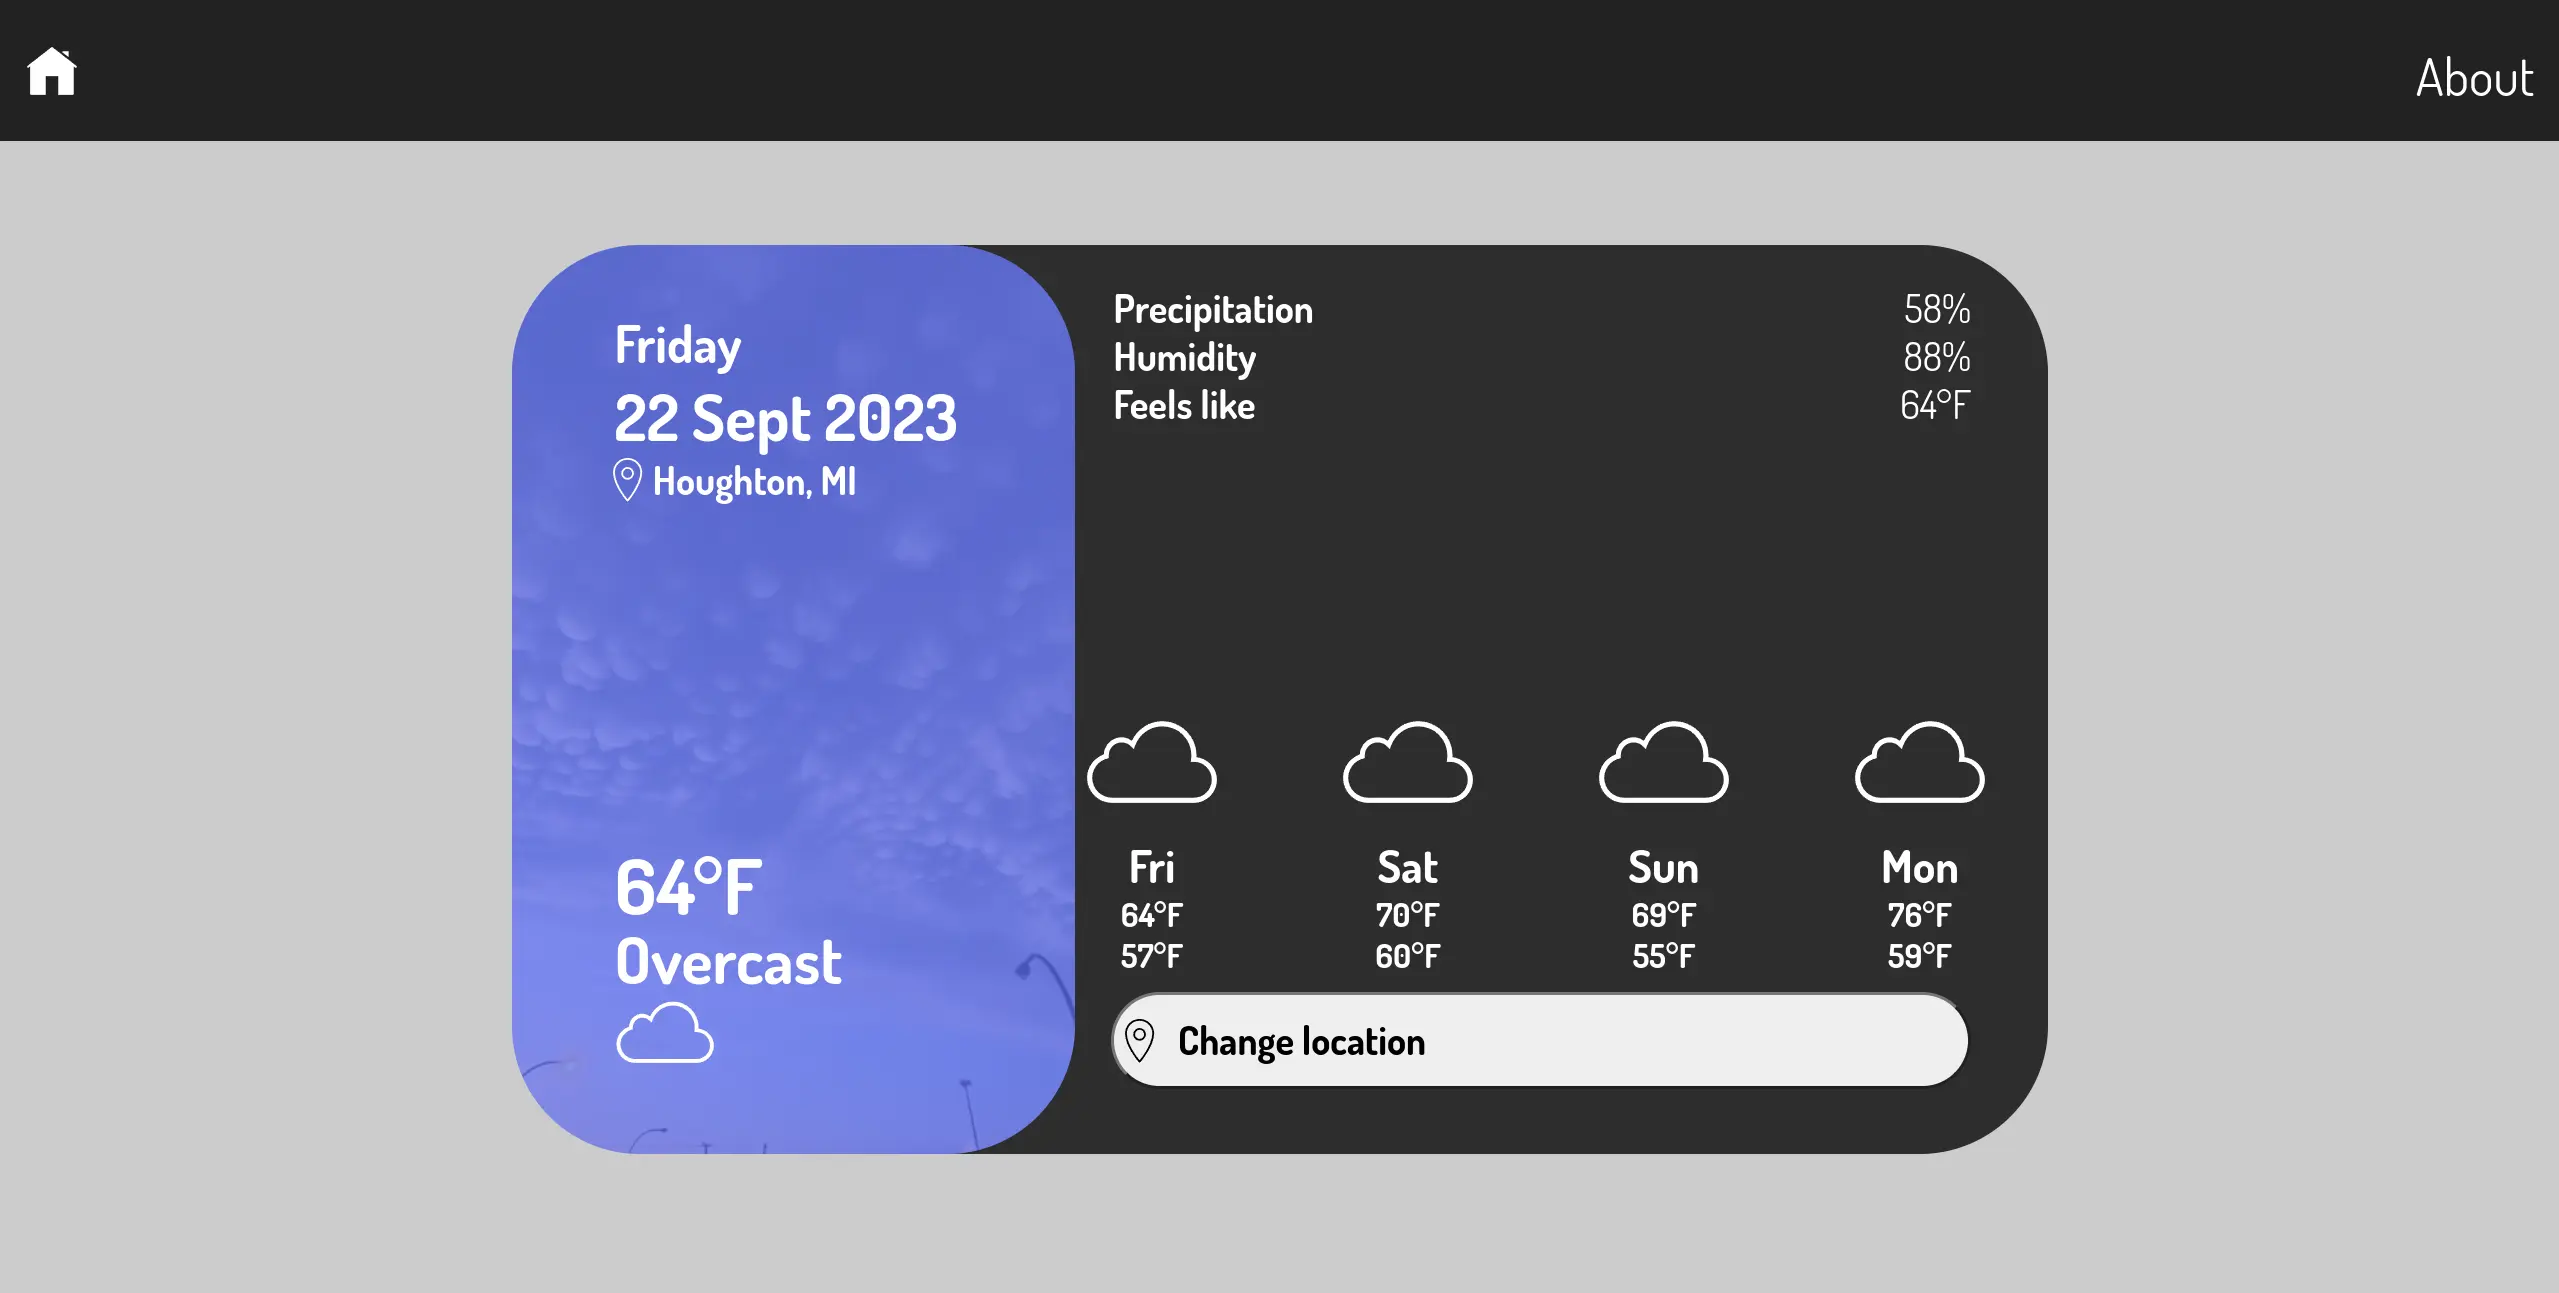 About
Friday
22 Sept 2023
Houghton, MI
64°F
Overcast
Precipitation 58%
Humidity 88%
Feels like 64°F
Fri Sat Sun Mon
64°F 70°F 69°F 76°F
57°F 60°F 55°F 59°F
Change location